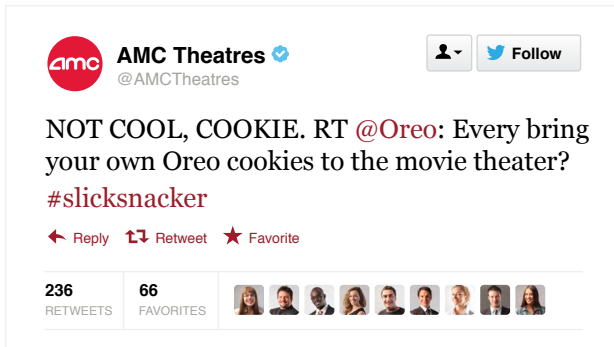 amc
AMC Theatres
@AMCTheatres
Follow
NOT COOL, COOKIE. RT @Oreo: Every bring
your own Oreo cookies to the movie theater?
#slicksnacker
Reply Retweet Favorite
236 66
RETWEETS FAVORITES